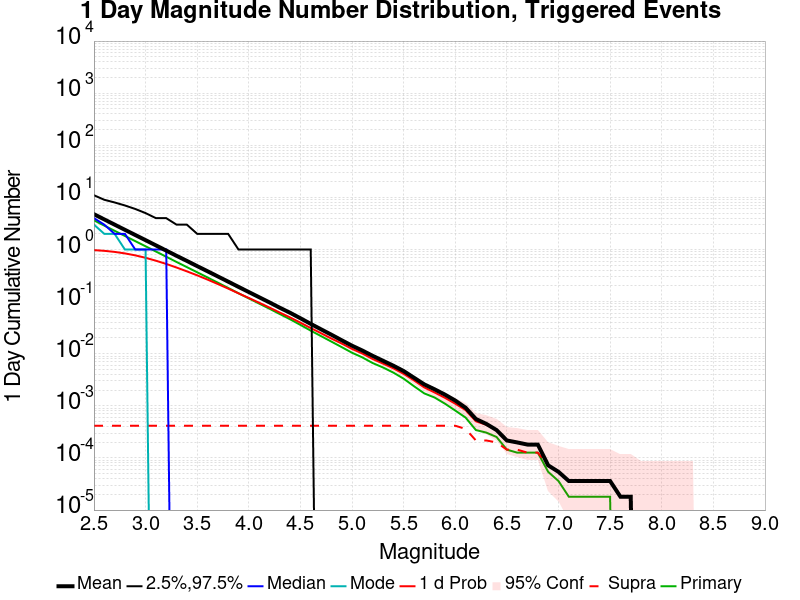 1 Day Magnitude Number Distribution, Triggered Events
10^4
10^3
10^2
10^1
10^0
10^-1
10^-2
10^-3
10^-4
10^-5
1 Day Cumulative Number
2.5 3.0 3.5 4.0 4.5 5.0 5.5 6.0 6.5 7.0 7.5 8.0 8.5 9.0
Magnitude
Mean 2.5%,97.5% Median Mode 1 d Prob 95% Conf Supra Primary